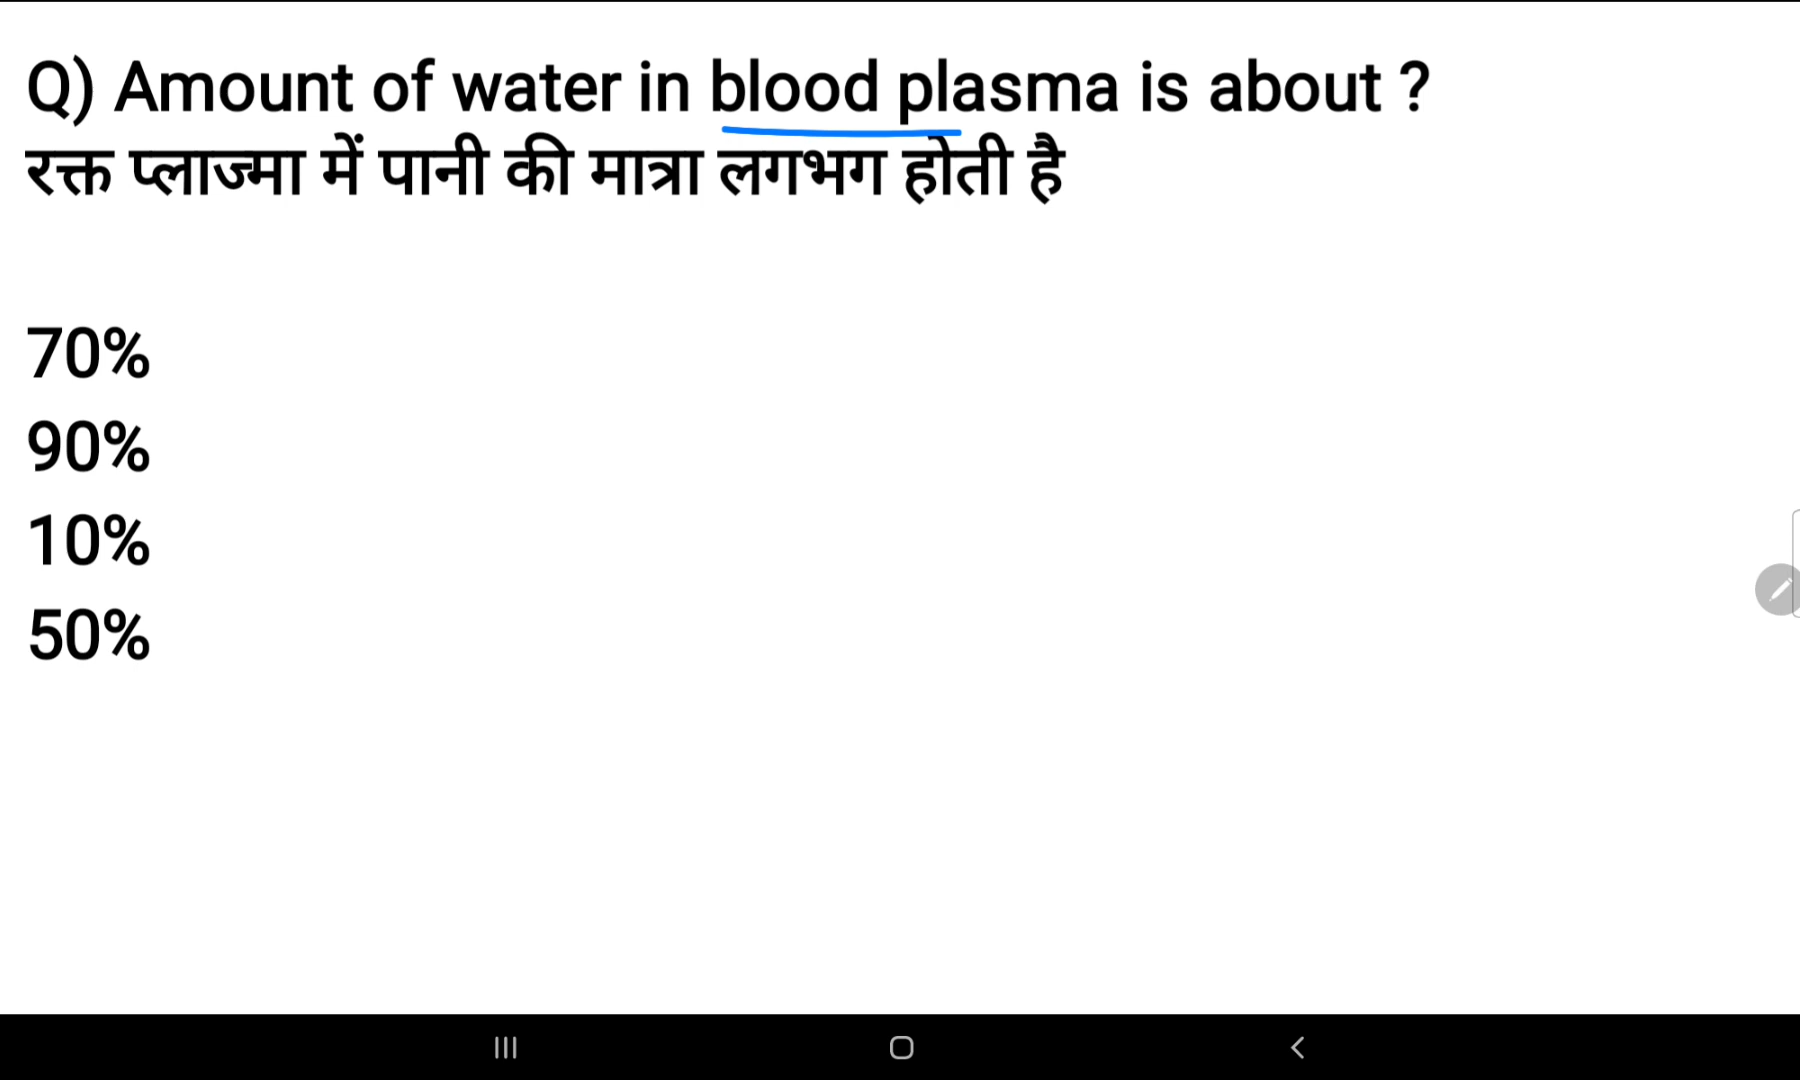 Q) Amount of water in blood plasma is about ?
रक्त प्लाज्मा में पानी की मात्रा लगभग होती है
70%
90%
10%
50%